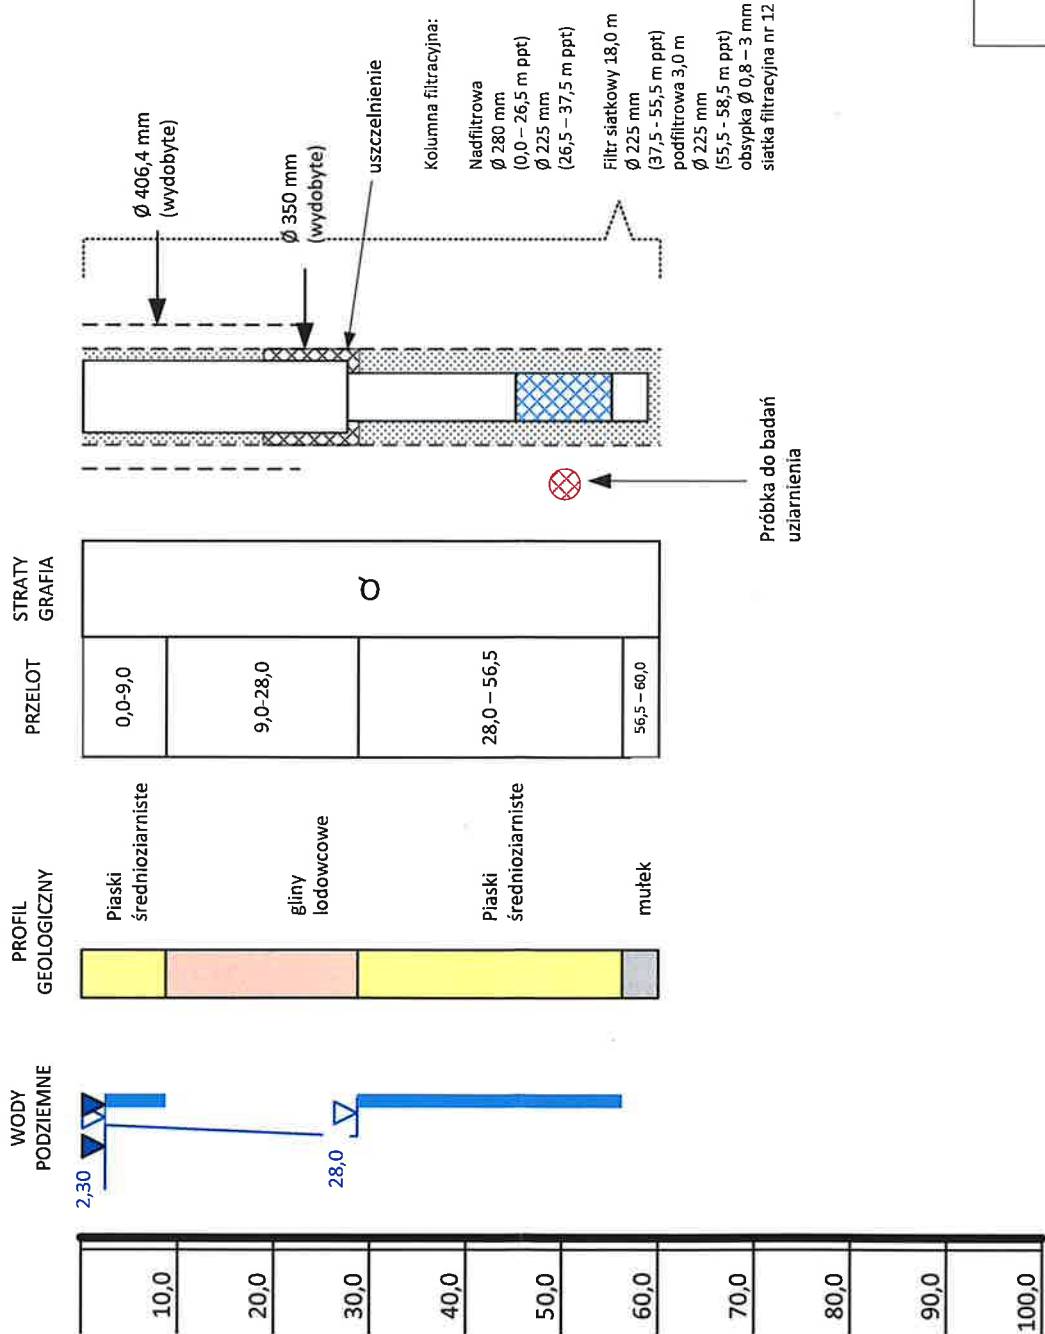 WODY
PODZIEMNE
PROFIL
GEOLOGICZNY
PRZELOT
STRATY
GRAFIA
10,0
20,0
30,0
40,0
50,0
60,0
70,0
80,0
90,0
100,0
2,30
28,0
Piaski
średnioziarniste
gliny
lodowcowe
Piaski
średnioziarniste
mułek
0,0-9,0
9,0-28,0
28,0 – 56,5
56,5 – 60,0
Q
Próbka do badań
uziarnienia
Ø 406,4 mm
(wydobyte)
Ø 350 mm
(wydobyte)
uszczelnienie
Kolumna filtracyjna:
Nadfiltrowa
Ø 280 mm
(0,0 – 26,5 m ppt)
Ø 225 mm
(26,5 – 37,5 m ppt)
Filtr siatkowy 18,0 m
Ø 225 mm
(37,5 - 55,5 m ppt)
podfiltrowa 3,0 m
Ø 225 mm
(55,5 - 58,5 m ppt)
obsypka Ø 0,8 – 3 mm
siatka filtracyjna nr 12